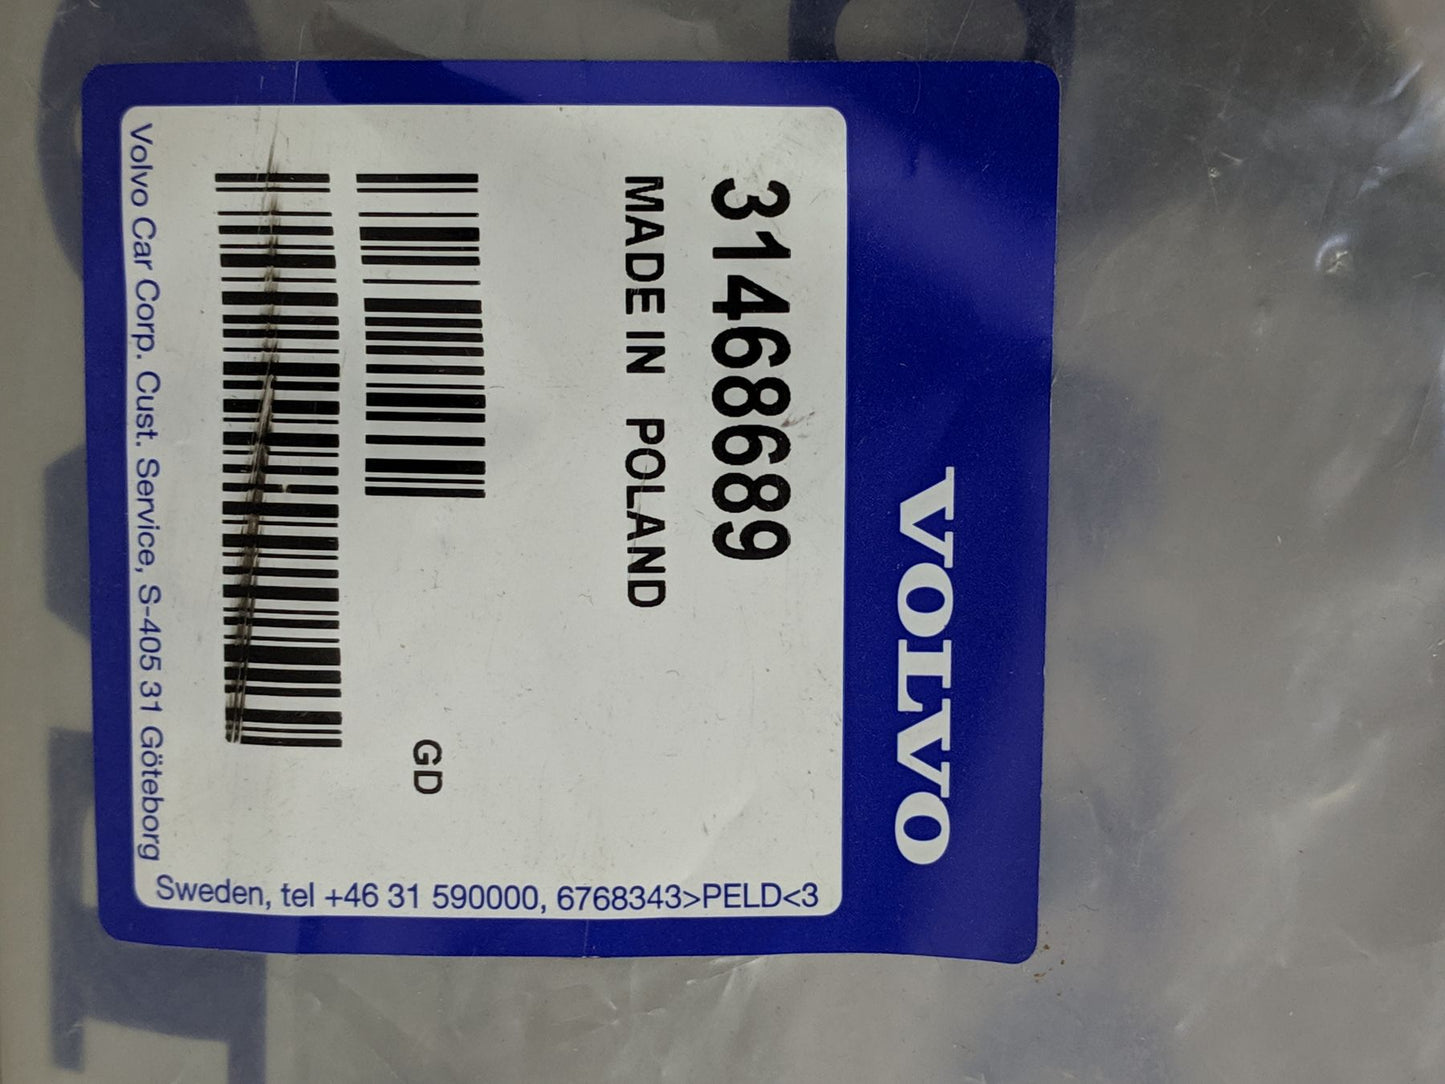 VOLVO
31468689
MADE IN POLAND
GD
Volvo Car Corp. Cust. Service, S-405 31 Göteborg
Sweden, tel +46 31 590000, 6768343>PELD<3